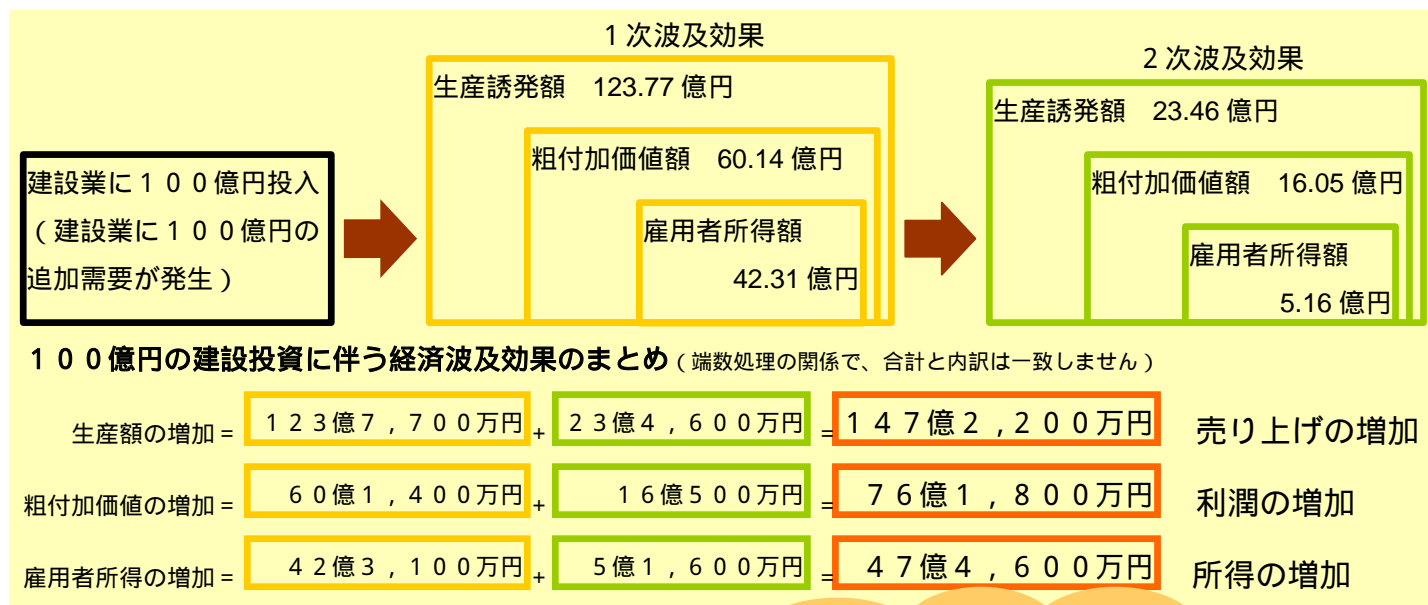 1次波及効果
2次波及効果
建設業に100億円投入
(建設業に100億円の
追加需要が発生)
生産誘発額 123.77億円
粗付加価値額 60.14億円
雇用者所得額
42.31億円
生産誘発額 23.46億円
粗付加価値額 16.05億円
雇用者所得額
5.16億円
100億円の建設投資に伴う経済波及効果のまとめ(端数処理の関係で、合計と内訳は一致しません)
生産額の増加= 123億7,700万円 + 23億4,600万円 = 147億2,200万円 売り上げの増加
粗付加価値の増加= 60億1,400万円 + 16億500万円 = 76億1,800万円 利潤の増加
雇用者所得の増加= 42億3,100万円 + 5億1,600万円 = 47億4,600万円 所得の増加